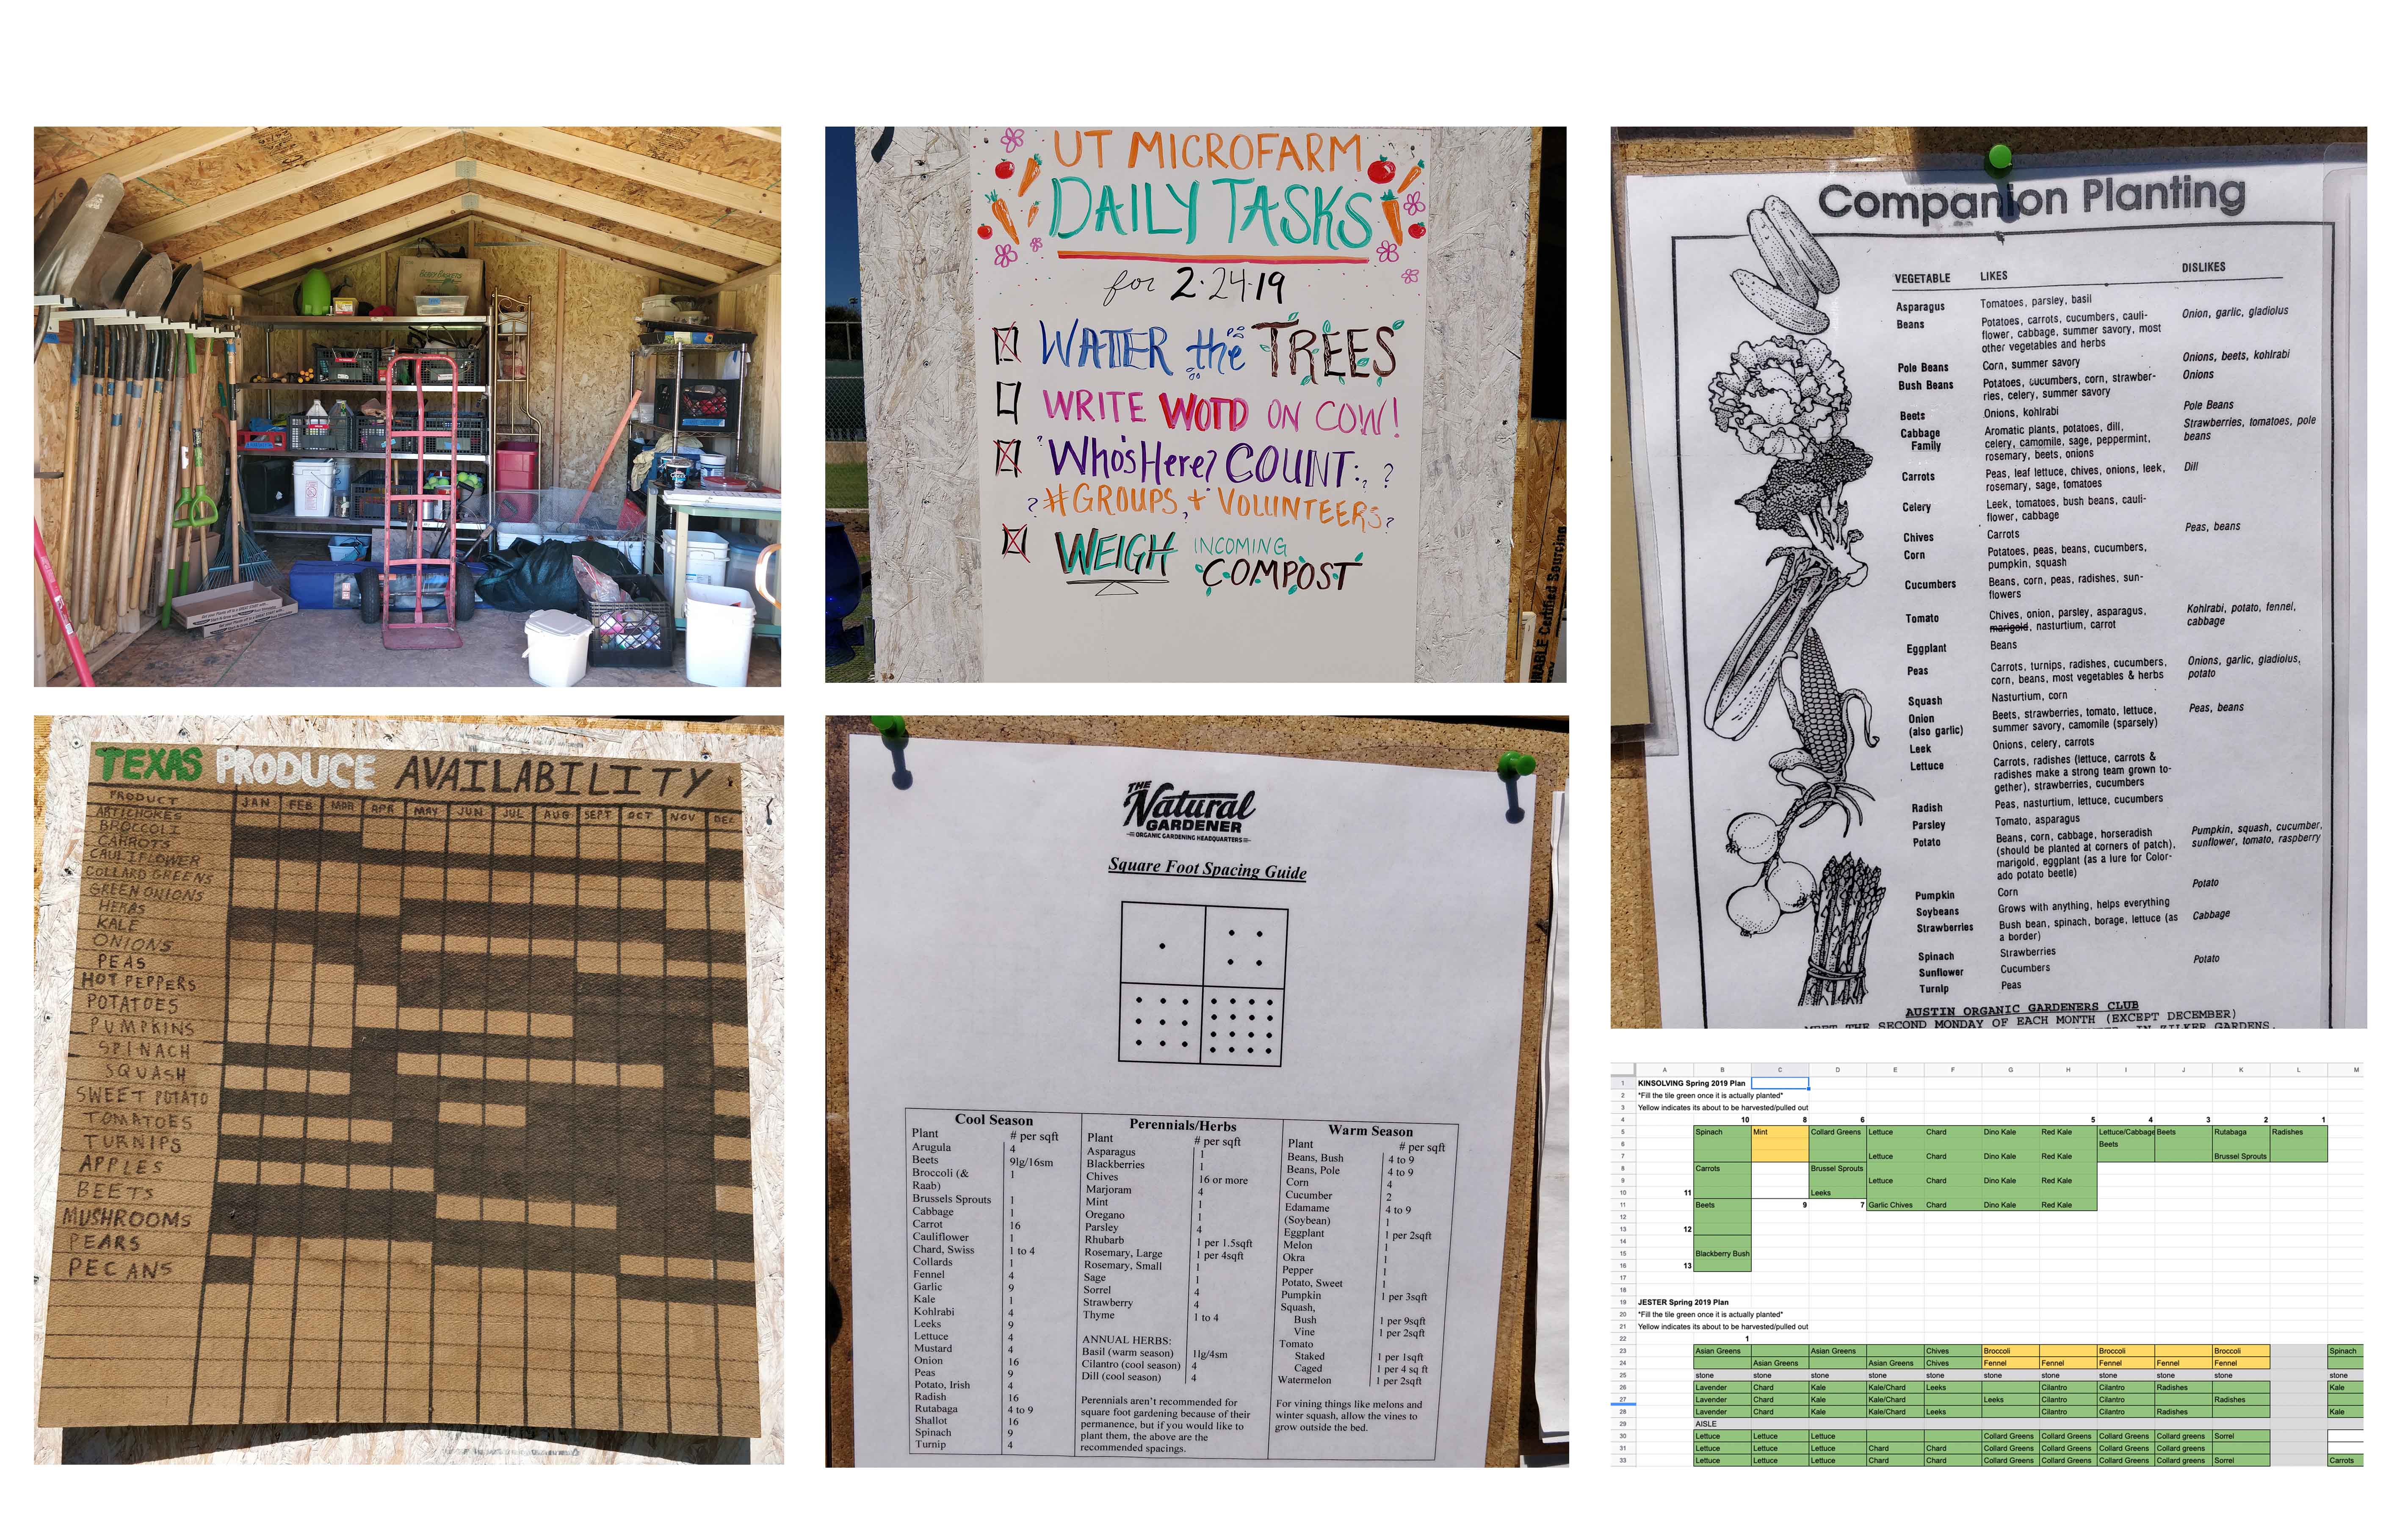 UT MICROFARM
DAILY TASKS
for 2·24·19
WATER the TREES
WRITE WOTD ON COW!
? Who's Here? COUNT: ?
? #GROUPS + VOLUNTEERS ?
WEIGH INCOMING COMPOST
Companion Planting
VEGETABLE LIKES DISLIKES
Asparagus Tomatoes, parsley, basil
Beans Potatoes, carrots, cucumbers, cauli- Onion, garlic, gladiolus
flower, cabbage, summer savory, most
other vegetables and herbs
Pole Beans Corn, summer savory Onions, beets, kohlrabi
Bush Beans Potatoes, cucumbers, corn, strawber- Onions
ries, celery, summer savory
Beets Onions, kohlrabi Pole Beans
Cabbage Family Aromatic plants, potatoes, dill, Strawberries, tomatoes, pole
celery, camomile, sage, peppermint, beans
rosemary, beets, onions
Carrots Peas, leaf lettuce, chives, onions, leek, Dill
rosemary, sage, tomatoes
Celery Leek, tomatoes, bush beans, cauli-
flower, cabbage
Chives Carrots Peas, beans
Corn Potatoes, peas, beans, cucumbers,
pumpkin, squash
Cucumbers Beans, corn, peas, radishes, sun-
flowers
Tomato Chives, onion, parsley, asparagus, Kohlrabi, potato, fennel,
marigold, nasturtium, carrot cabbage
Eggplant Beans
Peas Carrots, turnips, radishes, cucumbers, Onions, garlic, gladiolus,
corn, beans, most vegetables & herbs potato
Squash Nasturtium, corn
Onion Beets, strawberries, tomato, lettuce, Peas, beans
(also garlic) summer savory, camomile (sparsely)
Leek Onions, celery, carrots
Lettuce Carrots, radishes (lettuce, carrots &
radishes make a strong team grown to-
gether), strawberries, cucumbers
Radish Peas, nasturtium, lettuce, cucumbers
Parsley Tomato, asparagus
Potato Beans, corn, cabbage, horseradish Pumpkin, squash, cucumber,
(should be planted at corners of patch), sunflower, tomato, raspberry
marigold, eggplant (as a lure for Color-
ado potato beetle)
Pumpkin Corn Potato
Soybeans Grows with anything, helps everything
Strawberries Bush bean, spinach, borage, lettuce (as Cabbage
a border)
Spinach Strawberries
Sunflower Cucumbers Potato
Turnip Peas
AUSTIN ORGANIC GARDENERS CLUB
MEET THE SECOND MONDAY OF EACH MONTH (EXCEPT DECEMBER)
IN ZILKER GARDENS,
NABLE Certified Sourcing
TEXAS PRODUCE AVAILABILITY
PRODUCT JAN FEB MAR APR MAY JUN JUL AUG SEPT OCT NOV DEC
ARTICHOKES
BROCCOLI
CARROTS
CAULIFLOWER
COLLARD GREENS
GREEN ONIONS
HERBS
KALE
ONIONS
PEAS
HOT PEPPERS
POTATOES
PUMPKINS
SPINACH
SQUASH
SWEET POTATO
TOMATOES
TURNIPS
APPLES
BEETS
MUSHROOMS
PEARS
PECANS
THE
Natural
GARDENER
ORGANIC GARDENING HEADQUARTERS
Square Foot Spacing Guide
Cool Season
Plant # per sqft
Arugula 4
Beets 9lg/16sm
Broccoli (& 1
Raab)
Brussels Sprouts 1
Cabbage 1
Carrot 16
Cauliflower 1
Chard, Swiss 1 to 4
Collards 1
Fennel 4
Garlic 9
Kale 1
Kohlrabi 4
Leeks 9
Lettuce 4
Mustard 4
Onion 16
Peas 9
Potato, Irish 4
Radish 16
Rutabaga 4 to 9
Shallot 16
Spinach 9
Turnip 4
Perennials/Herbs
Plant # per sqft
Asparagus 1
Blackberries 1
Chives 16 or more
Marjoram 4
Mint 1
Oregano 1
Parsley 4
Rhubarb 1 per 1.5sqft
Rosemary, Large 1 per 4sqft
Rosemary, Small 1
Sage 1
Sorrel 4
Strawberry 4
Thyme 1 to 4
ANNUAL HERBS:
Basil (warm season) 1lg/4sm
Cilantro (cool season) 4
Dill (cool season) 4
Perennials aren't recommended for
square foot gardening because of their
permanence, but if you would like to
plant them, the above are the
recommended spacings.
Warm Season
Plant # per sqft
Beans, Bush 4 to 9
Beans, Pole 4 to 9
Corn 4
Cucumber 2
Edamame 4 to 9
(Soybean) 1
Eggplant 1 per 2sqft
Melon 1
Okra 1
Pepper 1
Potato, Sweet 1
Pumpkin 1 per 3sqft
Squash,
Bush 1 per 9sqft
Vine 1 per 2sqft
Tomato
Staked 1 per 1sqft
Caged 1 per 4 sq ft
Watermelon 1 per 2sqft
For vining things like melons and
winter squash, allow the vines to
grow outside the bed.
A B C D E F G H I J K L M
1 KINSOLVING Spring 2019 Plan
2 *Fill the tile green once it is actually planted*
3 Yellow indicates its about to be harvested/pulled out
4 10 8 6 5 4 3 2 1
5 Spinach Mint Collard Greens Lettuce Chard Dino Kale Red Kale Lettuce/Cabbage Beets Rutabaga Radishes
6 Beets
7 Lettuce Chard Dino Kale Red Kale Brussel Sprouts
8 Carrots Brussel Sprouts
9 Lettuce Chard Dino Kale Red Kale
10 11 Leeks
11 Beets 9 7 Garlic Chives Chard Dino Kale Red Kale
12
13 12
14
15 Blackberry Bush
16 13
17
18
19 JESTER Spring 2019 Plan
20 *Fill the tile green once it is actually planted*
21 Yellow indicates its about to be harvested/pulled out
22 1
23 Asian Greens Asian Greens Chives Broccoli Broccoli Broccoli Spinach
24 Asian Greens Asian Greens Chives Fennel Fennel Fennel Fennel Fennel
25 stone stone stone stone stone stone stone stone stone stone stone
26 Lavender Chard Kale Kale/Chard Leeks Cilantro Cilantro Radishes Kale
27 Lavender Chard Kale Kale/Chard Leeks Cilantro Cilantro Radishes
28 Lavender Chard Kale Kale/Chard Leeks Cilantro Cilantro Radishes Kale
29 AISLE
30 Lettuce Lettuce Lettuce Collard Greens Collard Greens Collard Greens Collard greens Sorrel
31 Lettuce Lettuce Lettuce Chard Chard Collard Greens Collard Greens Collard Greens Collard greens
33 Lettuce Lettuce Lettuce Chard Chard Collard Greens Collard Greens Collard Greens Collard greens Sorrel Carrots